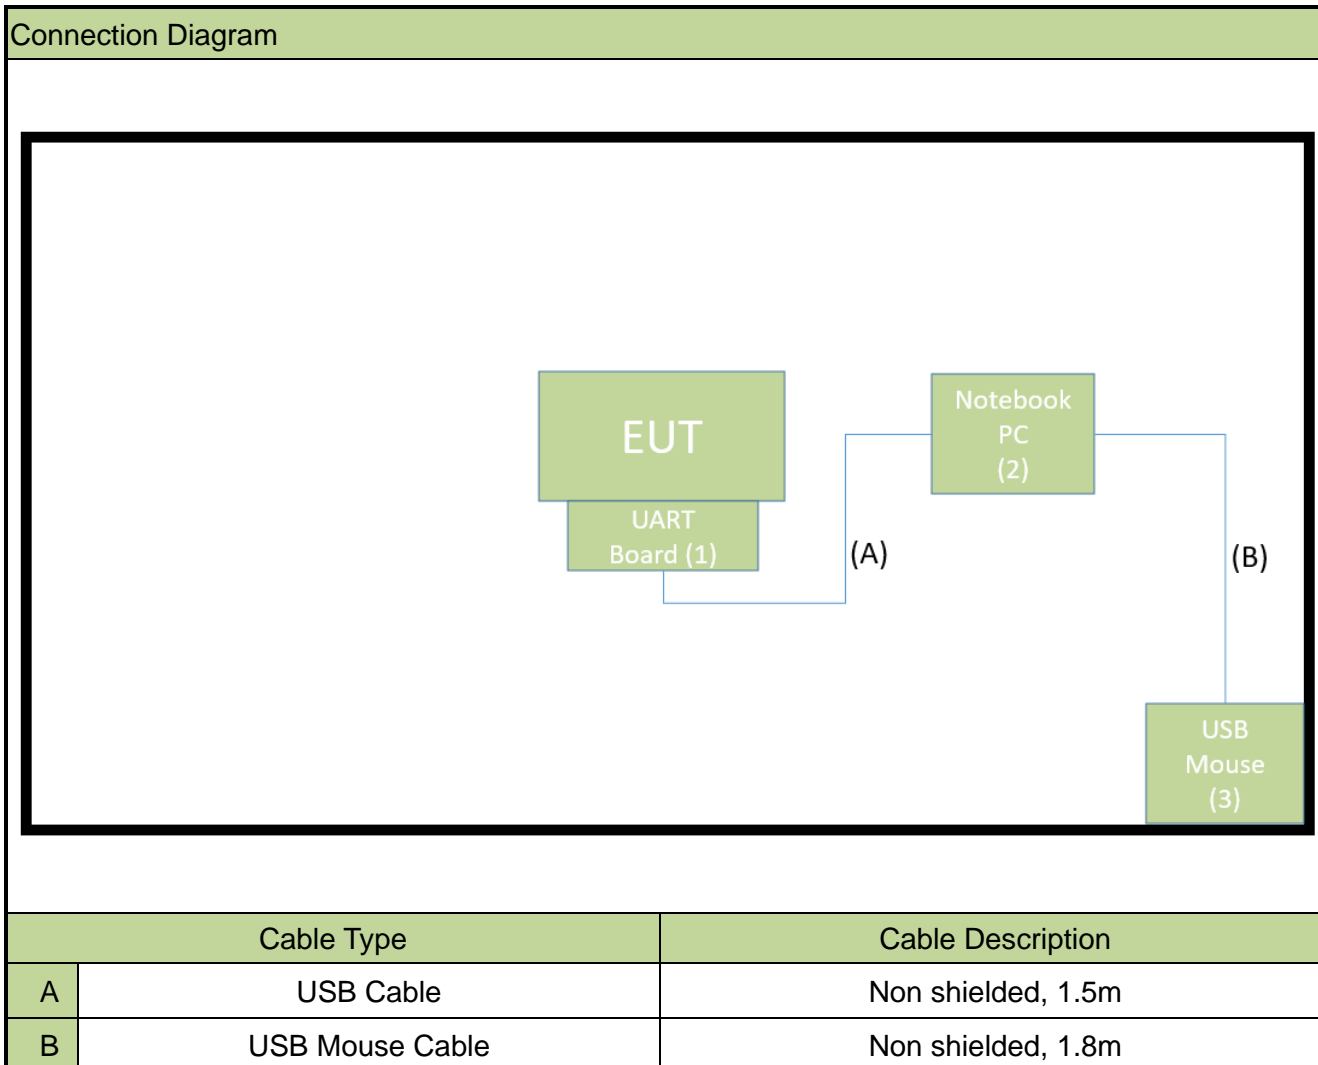 Connection Diagram
EUT
UART
Board (1)
Notebook
PC
(2)
(A)
(B)
USB
Mouse
(3)
Cable Type Cable Description
A USB Cable Non shielded, 1.5m
B USB Mouse Cable Non shielded, 1.8m